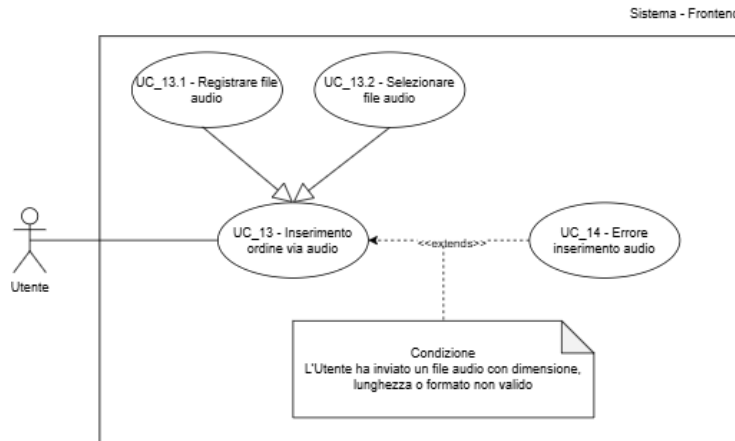 Sistema - Frontend
UC_13.1 - Registrare file
audio
UC_13.2 - Selezionare
file audio
UC_13 - Inserimento
ordine via audio
<<extends>>
UC_14 - Errore
inserimento audio
Utente
Condizione
L'Utente ha inviato un file audio con dimensione,
lunghezza o formato non valido